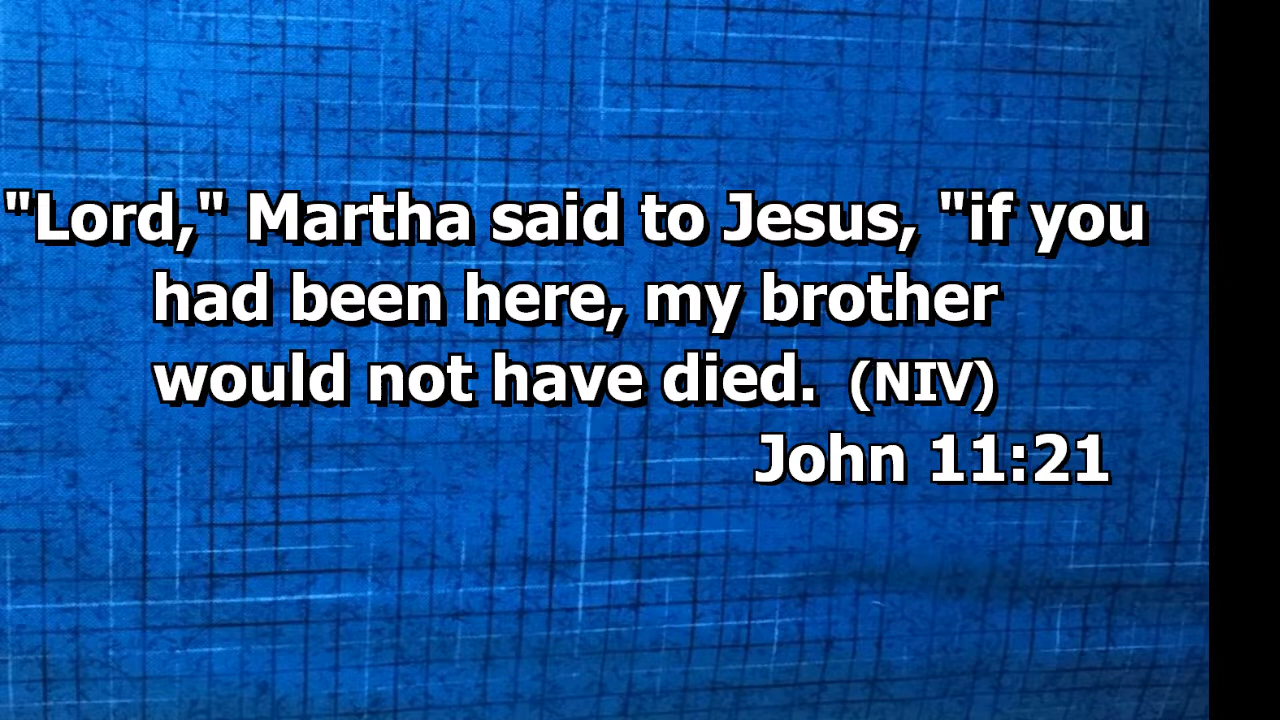 "Lord," Martha said to Jesus, "if you
had been here, my brother
would not have died. (NIV)
John 11:21